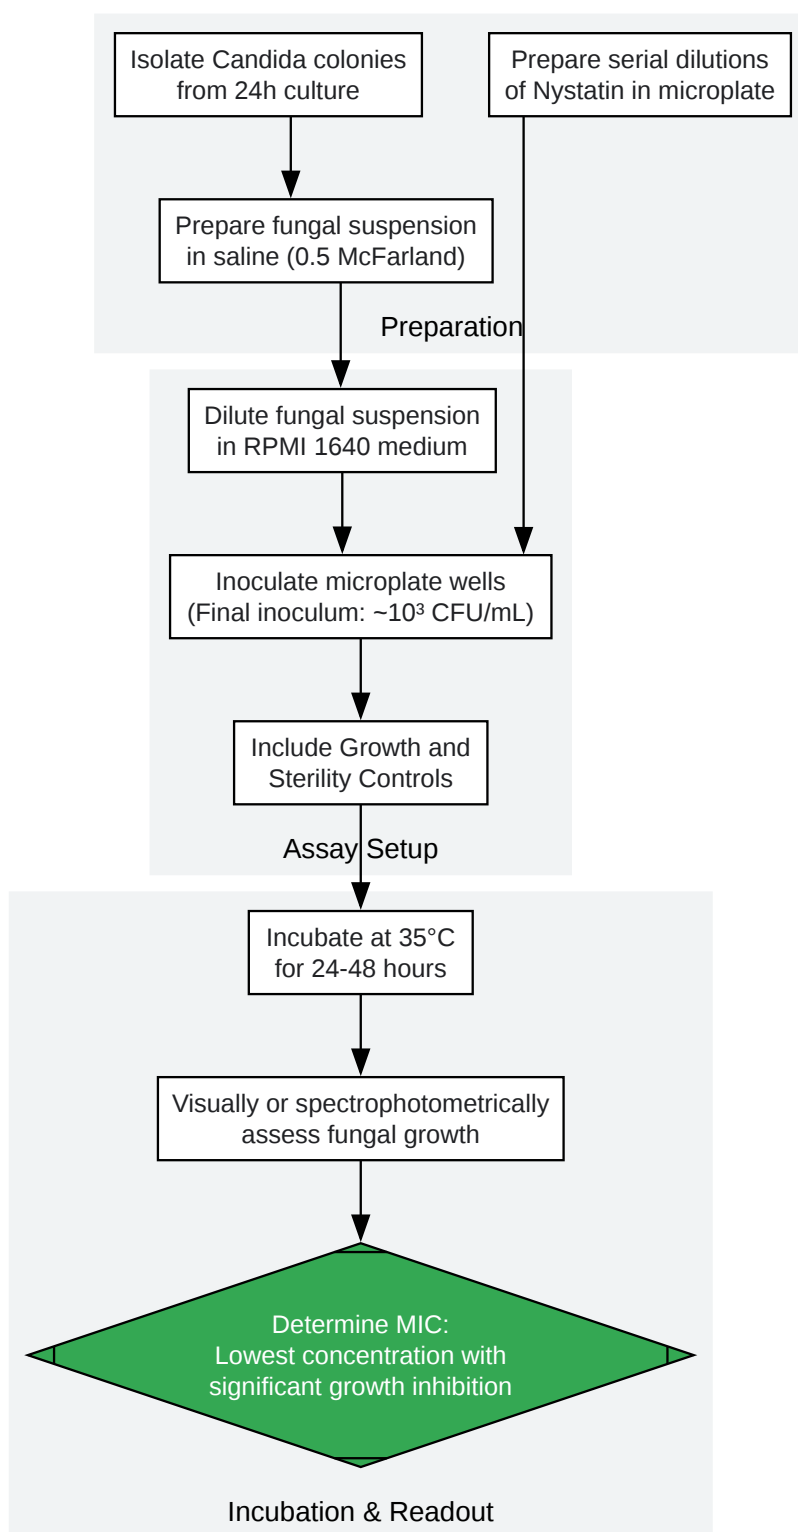 Isolate Candida colonies
from 24h culture
Prepare serial dilutions
of Nystatin in microplate
Prepare fungal suspension
in saline (0.5 McFarland)
Preparation
Dilute fungal suspension
in RPMI 1640 medium
Inoculate microplate wells
(Final inoculum: ~10³ CFU/mL)
Include Growth and
Sterility Controls
Assay Setup
Incubate at 35°C
for 24-48 hours
Visually or spectrophotometrically
assess fungal growth
Determine MIC:
Lowest concentration with
significant growth inhibition
Incubation & Readout